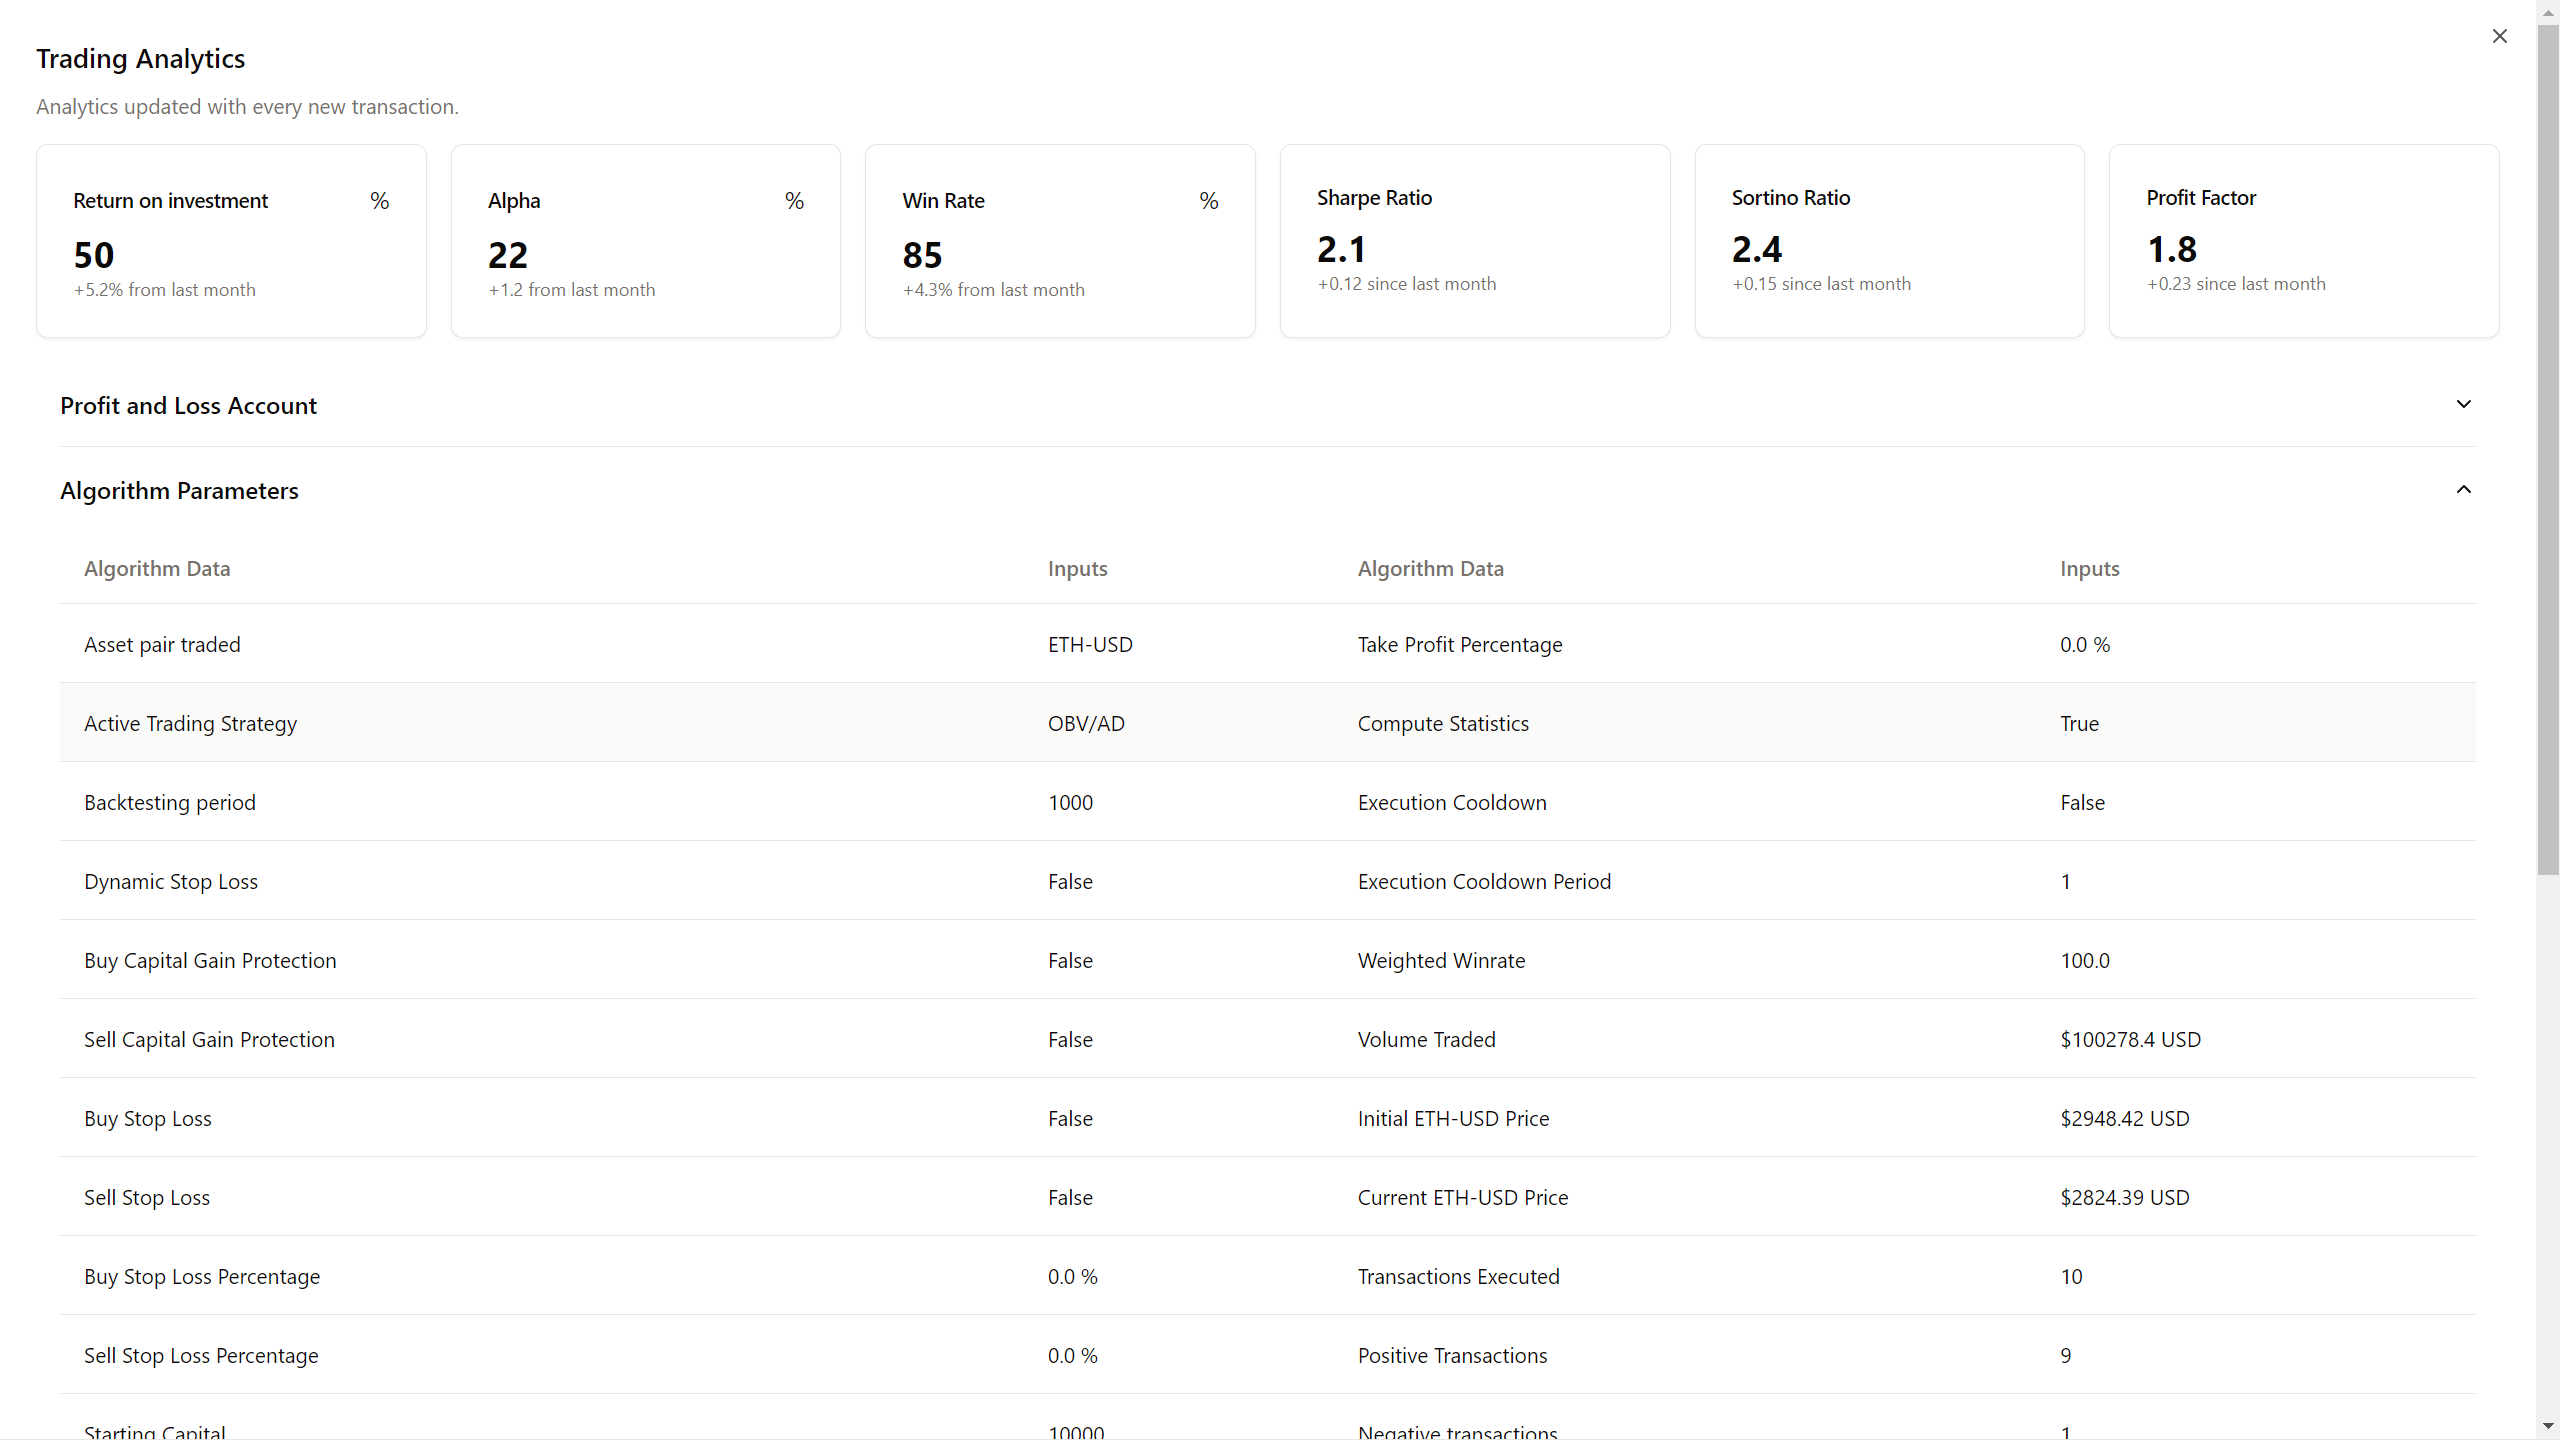 Trading Analytics
Analytics updated with every new transaction.
Return on investment %
50
+5.2% from last month
Alpha %
22
+1.2 from last month
Win Rate %
85
+4.3% from last month
Sharpe Ratio
2.1
+0.12 since last month
Sortino Ratio
2.4
+0.15 since last month
Profit Factor
1.8
+0.23 since last month
Profit and Loss Account
Algorithm Parameters
Algorithm Data Inputs Algorithm Data Inputs
Asset pair traded ETH-USD Take Profit Percentage 0.0 %
Active Trading Strategy OBV/AD Compute Statistics True
Backtesting period 1000 Execution Cooldown False
Dynamic Stop Loss False Execution Cooldown Period 1
Buy Capital Gain Protection False Weighted Winrate 100.0
Sell Capital Gain Protection False Volume Traded $100278.4 USD
Buy Stop Loss False Initial ETH-USD Price $2948.42 USD
Sell Stop Loss False Current ETH-USD Price $2824.39 USD
Buy Stop Loss Percentage 0.0 % Transactions Executed 10
Sell Stop Loss Percentage 0.0 % Positive Transactions 9
Starting Capital 10000 Negative transactions 1